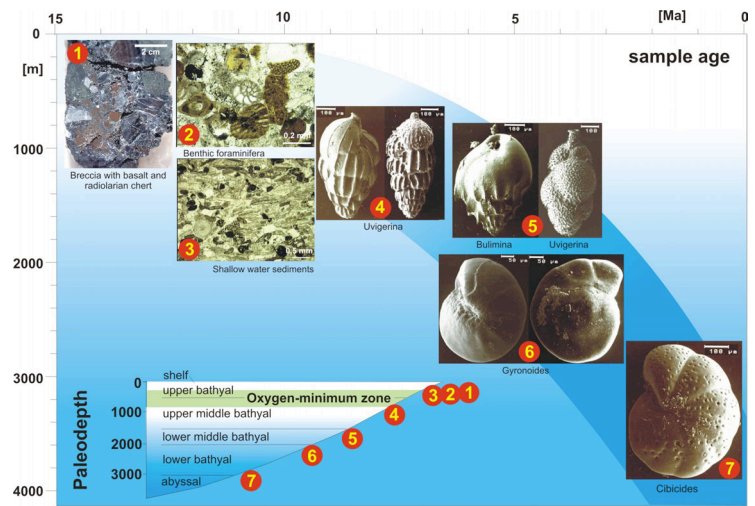 15 10 5 [Ma] 0
0
[m]
1000
2000
3000
4000
sample age
1
2 cm
Breccia with basalt and
radiolarian chert
2
0.2 mm
Benthic foraminifera
3
0.5 mm
Shallow water sediments
100 µm
100 µm
4
Uvigerina
100 µm
100
5
Bulimina Uvigerina
50 µm
50 µm
6
Gyronoides
100 µm
7
Cibicides
Paleodepth
0
1000
2000
3000
shelf
upper bathyal
Oxygen-minimum zone
upper middle bathyal
lower middle bathyal
lower bathyal
abyssal
3 2 1
4
5
6
7